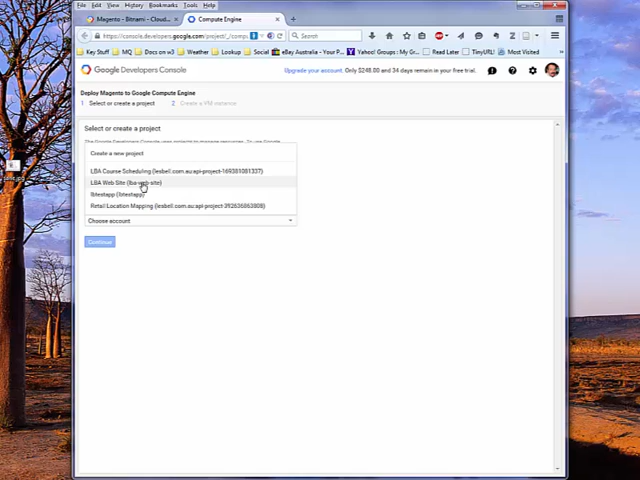 File Edit View History Bookmarks Tools Help
Magento - Bitnami - Cloud...
Compute Engine
https://console.developers.google.com/project/_/compu
Search
Key Stuff MQ Docs on w3 Weather Lookup Social eBay Australia - Your P... Yahoo! Groups : My Gr... Read Later TinyURL! Most Visited
Google Developers Console
Upgrade your account. Only $248.00 and 34 days remain in your free trial.
Deploy Magento to Google Compute Engine
1 Select or create a project 2 Create a VM instance
Select or create a project
Create a new project
LBA Course Scheduling (lesbell.com.au:api-project-169381081337)
LBA Web Site (lba-web-site)
lbtestapp (lbtestapp)
Retail Location Mapping (lesbell.com.au:api-project-392636863808)
Choose account
Continue